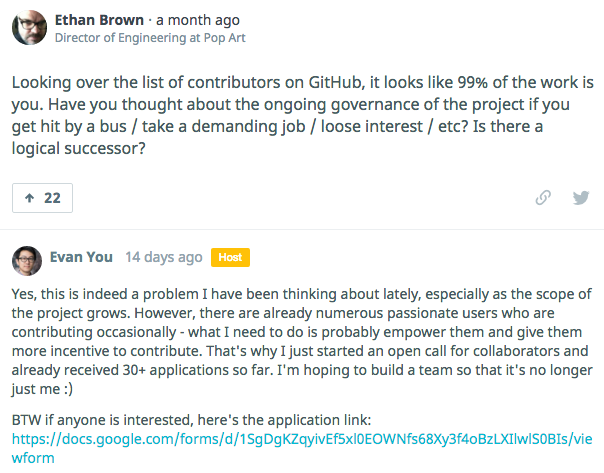 Ethan Brown · a month ago
Director of Engineering at Pop Art
Looking over the list of contributors on GitHub, it looks like 99% of the work is
you. Have you thought about the ongoing governance of the project if you
get hit by a bus / take a demanding job / loose interest / etc? Is there a
logical successor?
↑ 22
Evan You 14 days ago Host
Yes, this is indeed a problem I have been thinking about lately, especially as the scope of
the project grows. However, there are already numerous passionate users who are
contributing occasionally - what I need to do is probably empower them and give them
more incentive to contribute. That's why I just started an open call for collaborators and
already received 30+ applications so far. I'm hoping to build a team so that it's no longer
just me :)
BTW if anyone is interested, here's the application link:
https://docs.google.com/forms/d/1SgDgKZqyivEf5xl0EOWNfs68Xy3f4oBzLXIlwlS0BIs/vie
wform